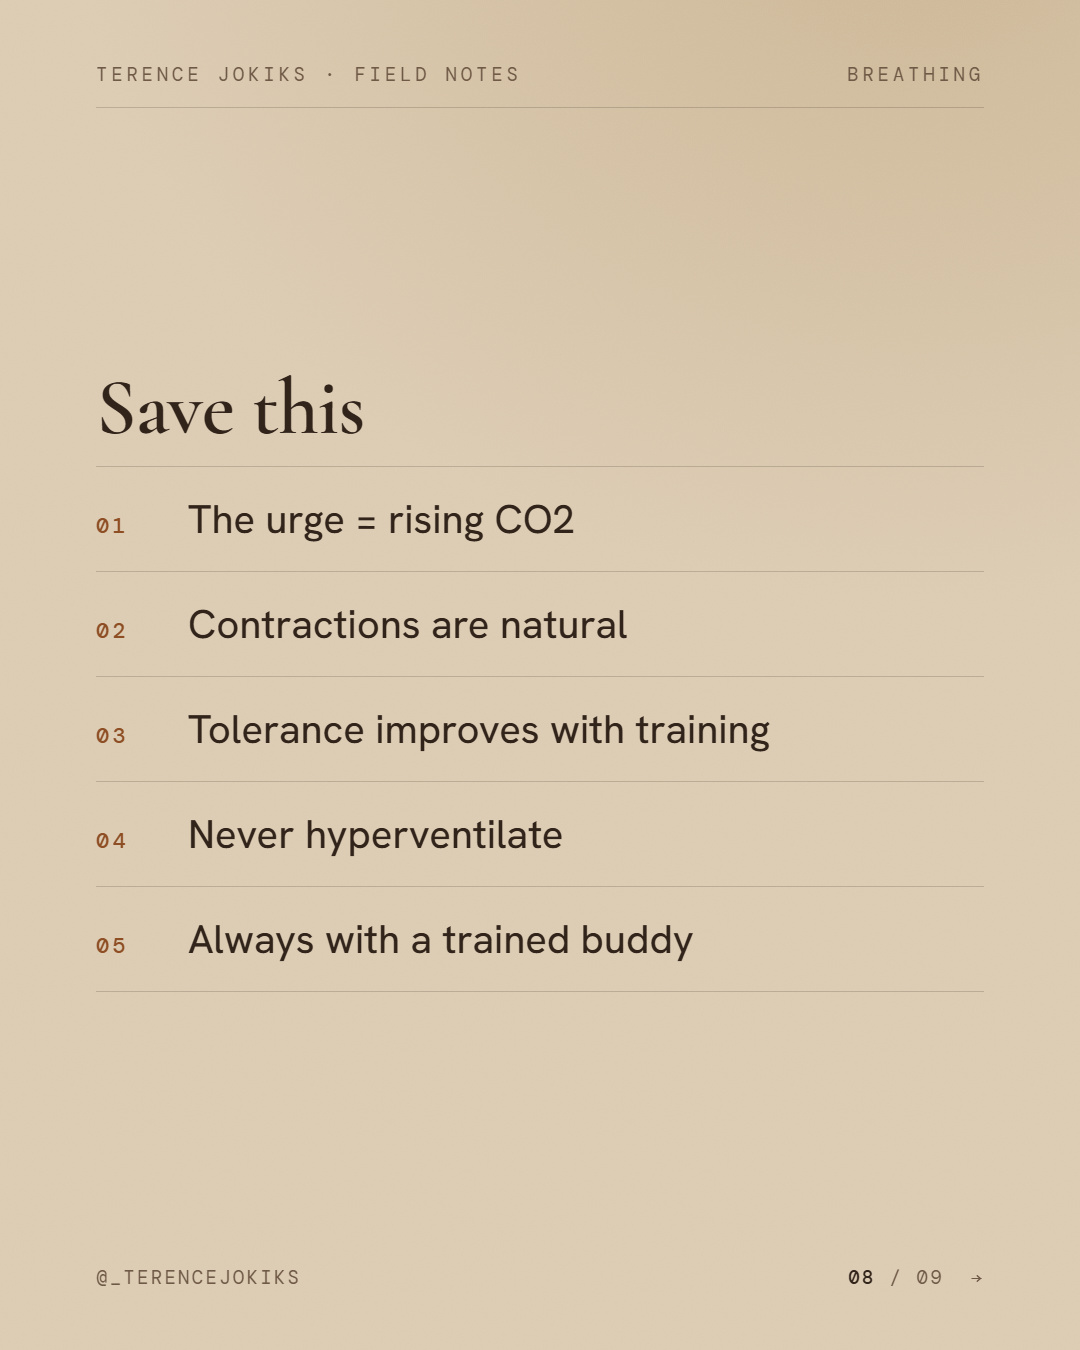 TERENCE JOKIKS · FIELD NOTES
BREATHING
Save this
01 The urge = rising CO2
02 Contractions are natural
03 Tolerance improves with training
04 Never hyperventilate
05 Always with a trained buddy
@_TERENCEJOKIKS
08 / 09 →